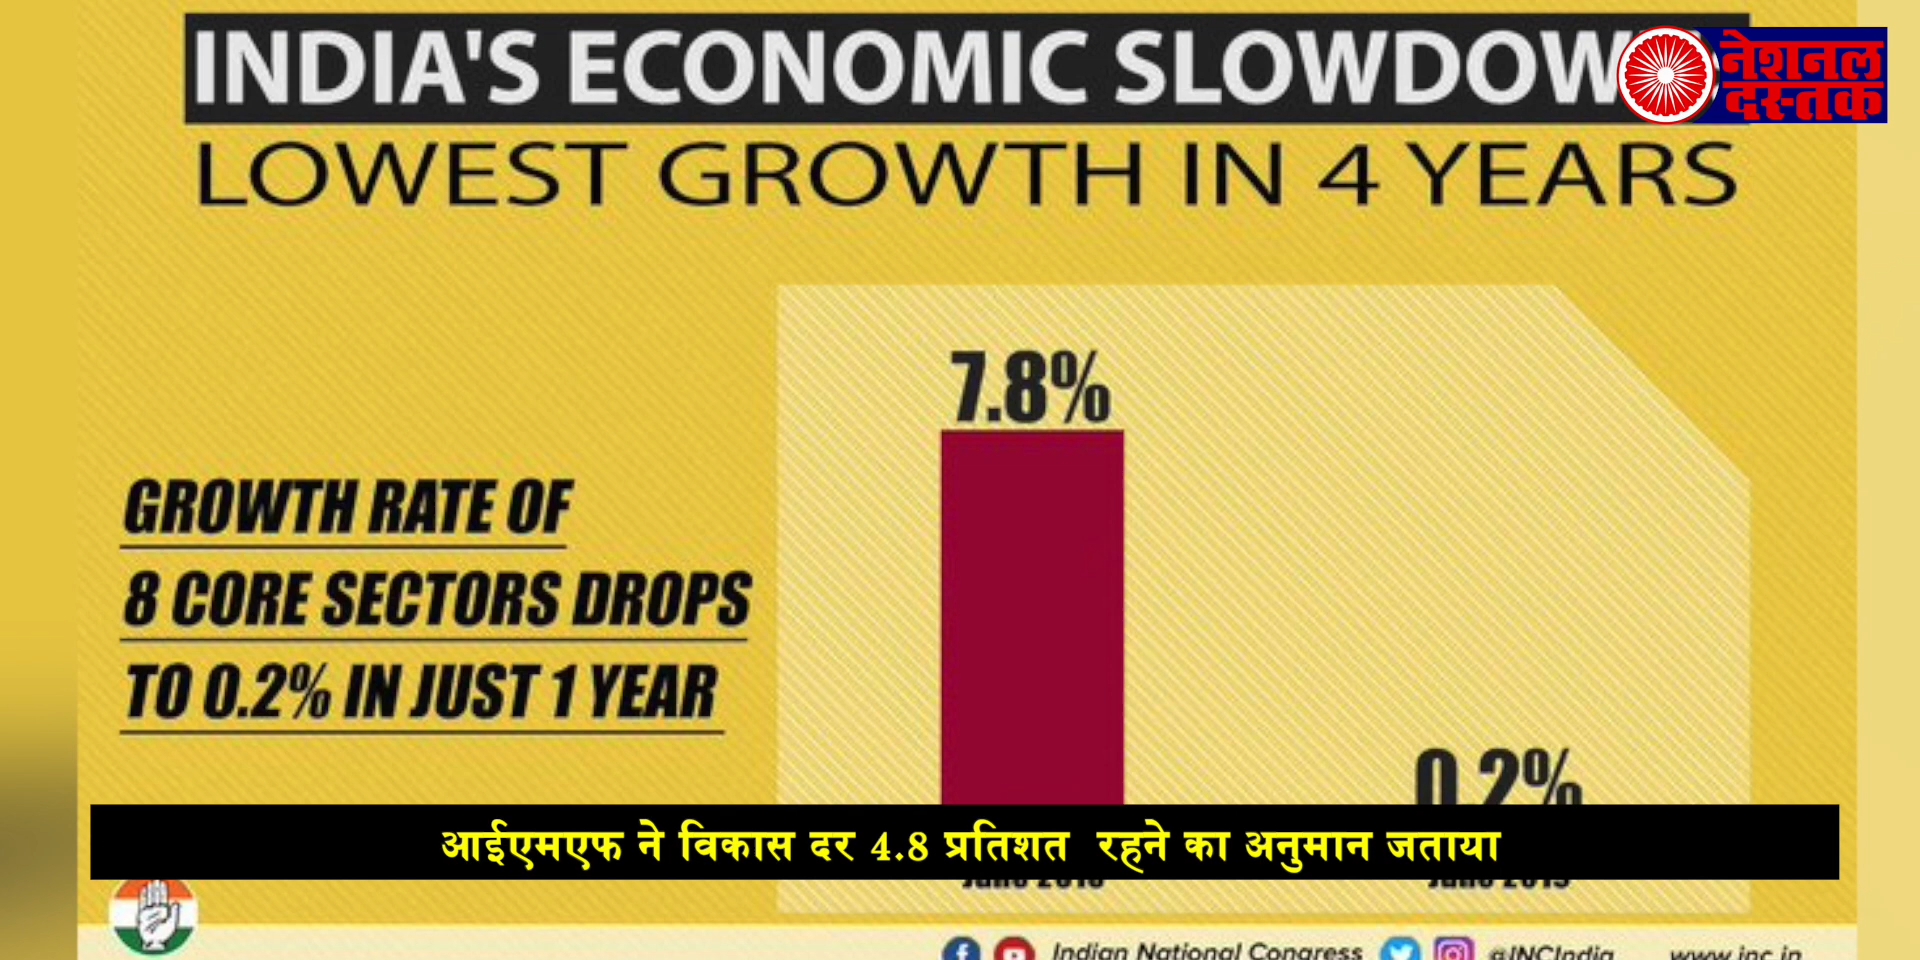 INDIA'S ECONOMIC SLOWDOW
नेशनल
दस्तक
LOWEST GROWTH IN 4 YEARS
7.8%
GROWTH RATE OF
8 CORE SECTORS DROPS
TO 0.2% IN JUST 1 YEAR
0.2%
आईएमएफ ने विकास दर 4.8 प्रतिशत रहने का अनुमान जताया
Indian National Congress @INCIndia www.inc.in